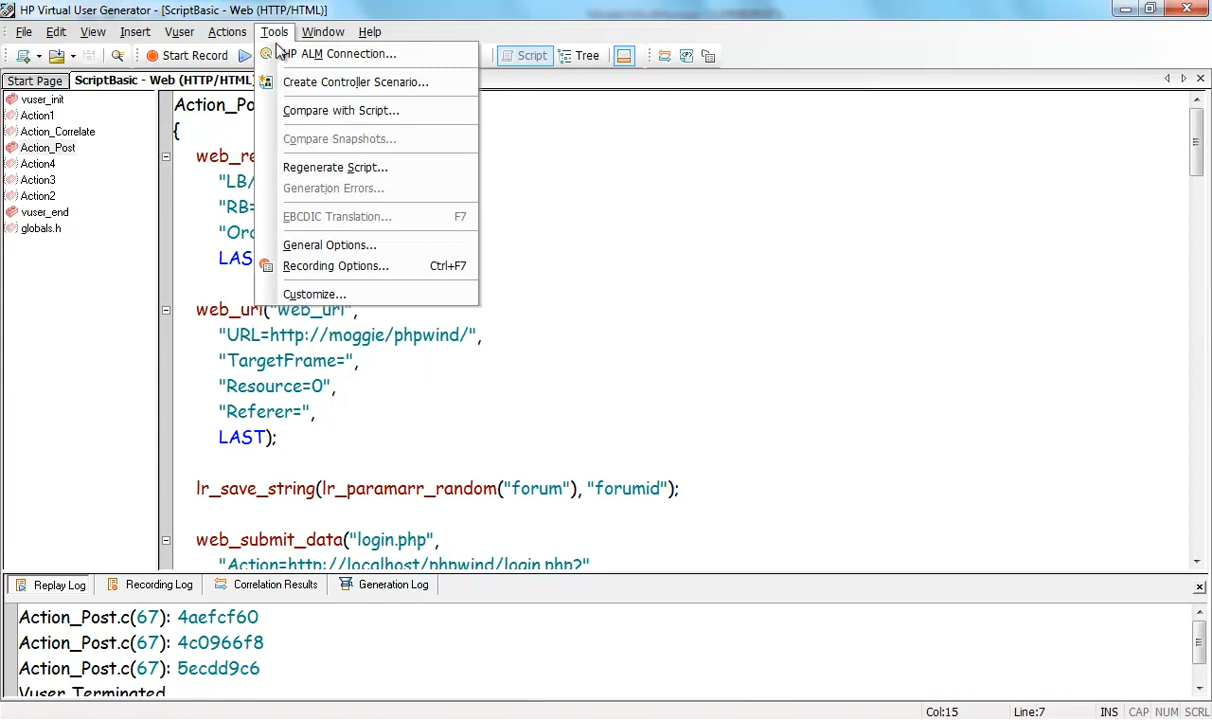 HP Virtual User Generator - [ScriptBasic - Web (HTTP/HTML)]
File Edit View Insert Vuser Actions Tools Window Help
Start Record Script Tree
Start Page ScriptBasic - Web (HTTP/HTML)
vuser_init
Action1
Action_Correlate
Action_Post
Action4
Action3
Action2
vuser_end
globals.h
HP ALM Connection...
Create Controller Scenario...
Compare with Script...
Compare Snapshots...
Regenerate Script...
Generation Errors...
EBCDIC Translation... F7
General Options...
Recording Options... Ctrl+F7
Customize...
Action_Po
{
web_re
"LB/
"RB=
"Ord
LAS
web_url("web_url",
"URL=http://moggie/phpwind/",
"TargetFrame=",
"Resource=0",
"Referer=",
LAST);
lr_save_string(lr_paramarr_random("forum"), "forumid");
web_submit_data("login.php",
"Action=http://localhost/phpwind/login.php?"
Replay Log Recording Log Correlation Results Generation Log
Action_Post.c(67): 4aefcf60
Action_Post.c(67): 4c0966f8
Action_Post.c(67): 5ecdd9c6
Vuser Terminated
Col:15 Line:7 INS CAP NUM SCRL